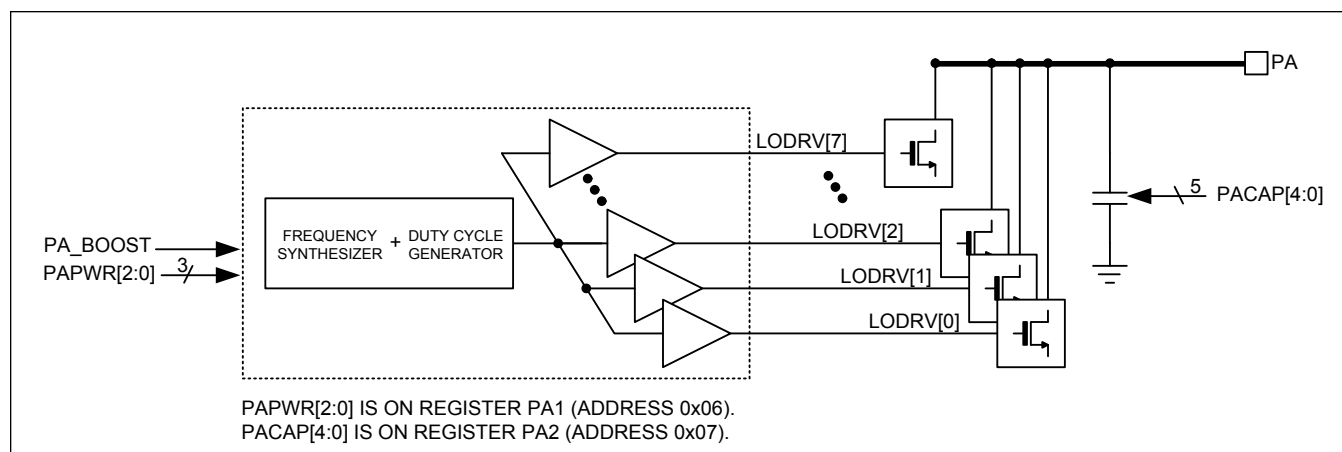 PA
LODRV[7]
5
PACAP[4:0]
PA_BOOST
PAPWR[2:0]
3
FREQUENCY
SYNTHESIZER
+
DUTY CYCLE
GENERATOR
LODRV[2]
LODRV[1]
LODRV[0]
PAPWR[2:0] IS ON REGISTER PA1 (ADDRESS 0x06).
PACAP[4:0] IS ON REGISTER PA2 (ADDRESS 0x07).